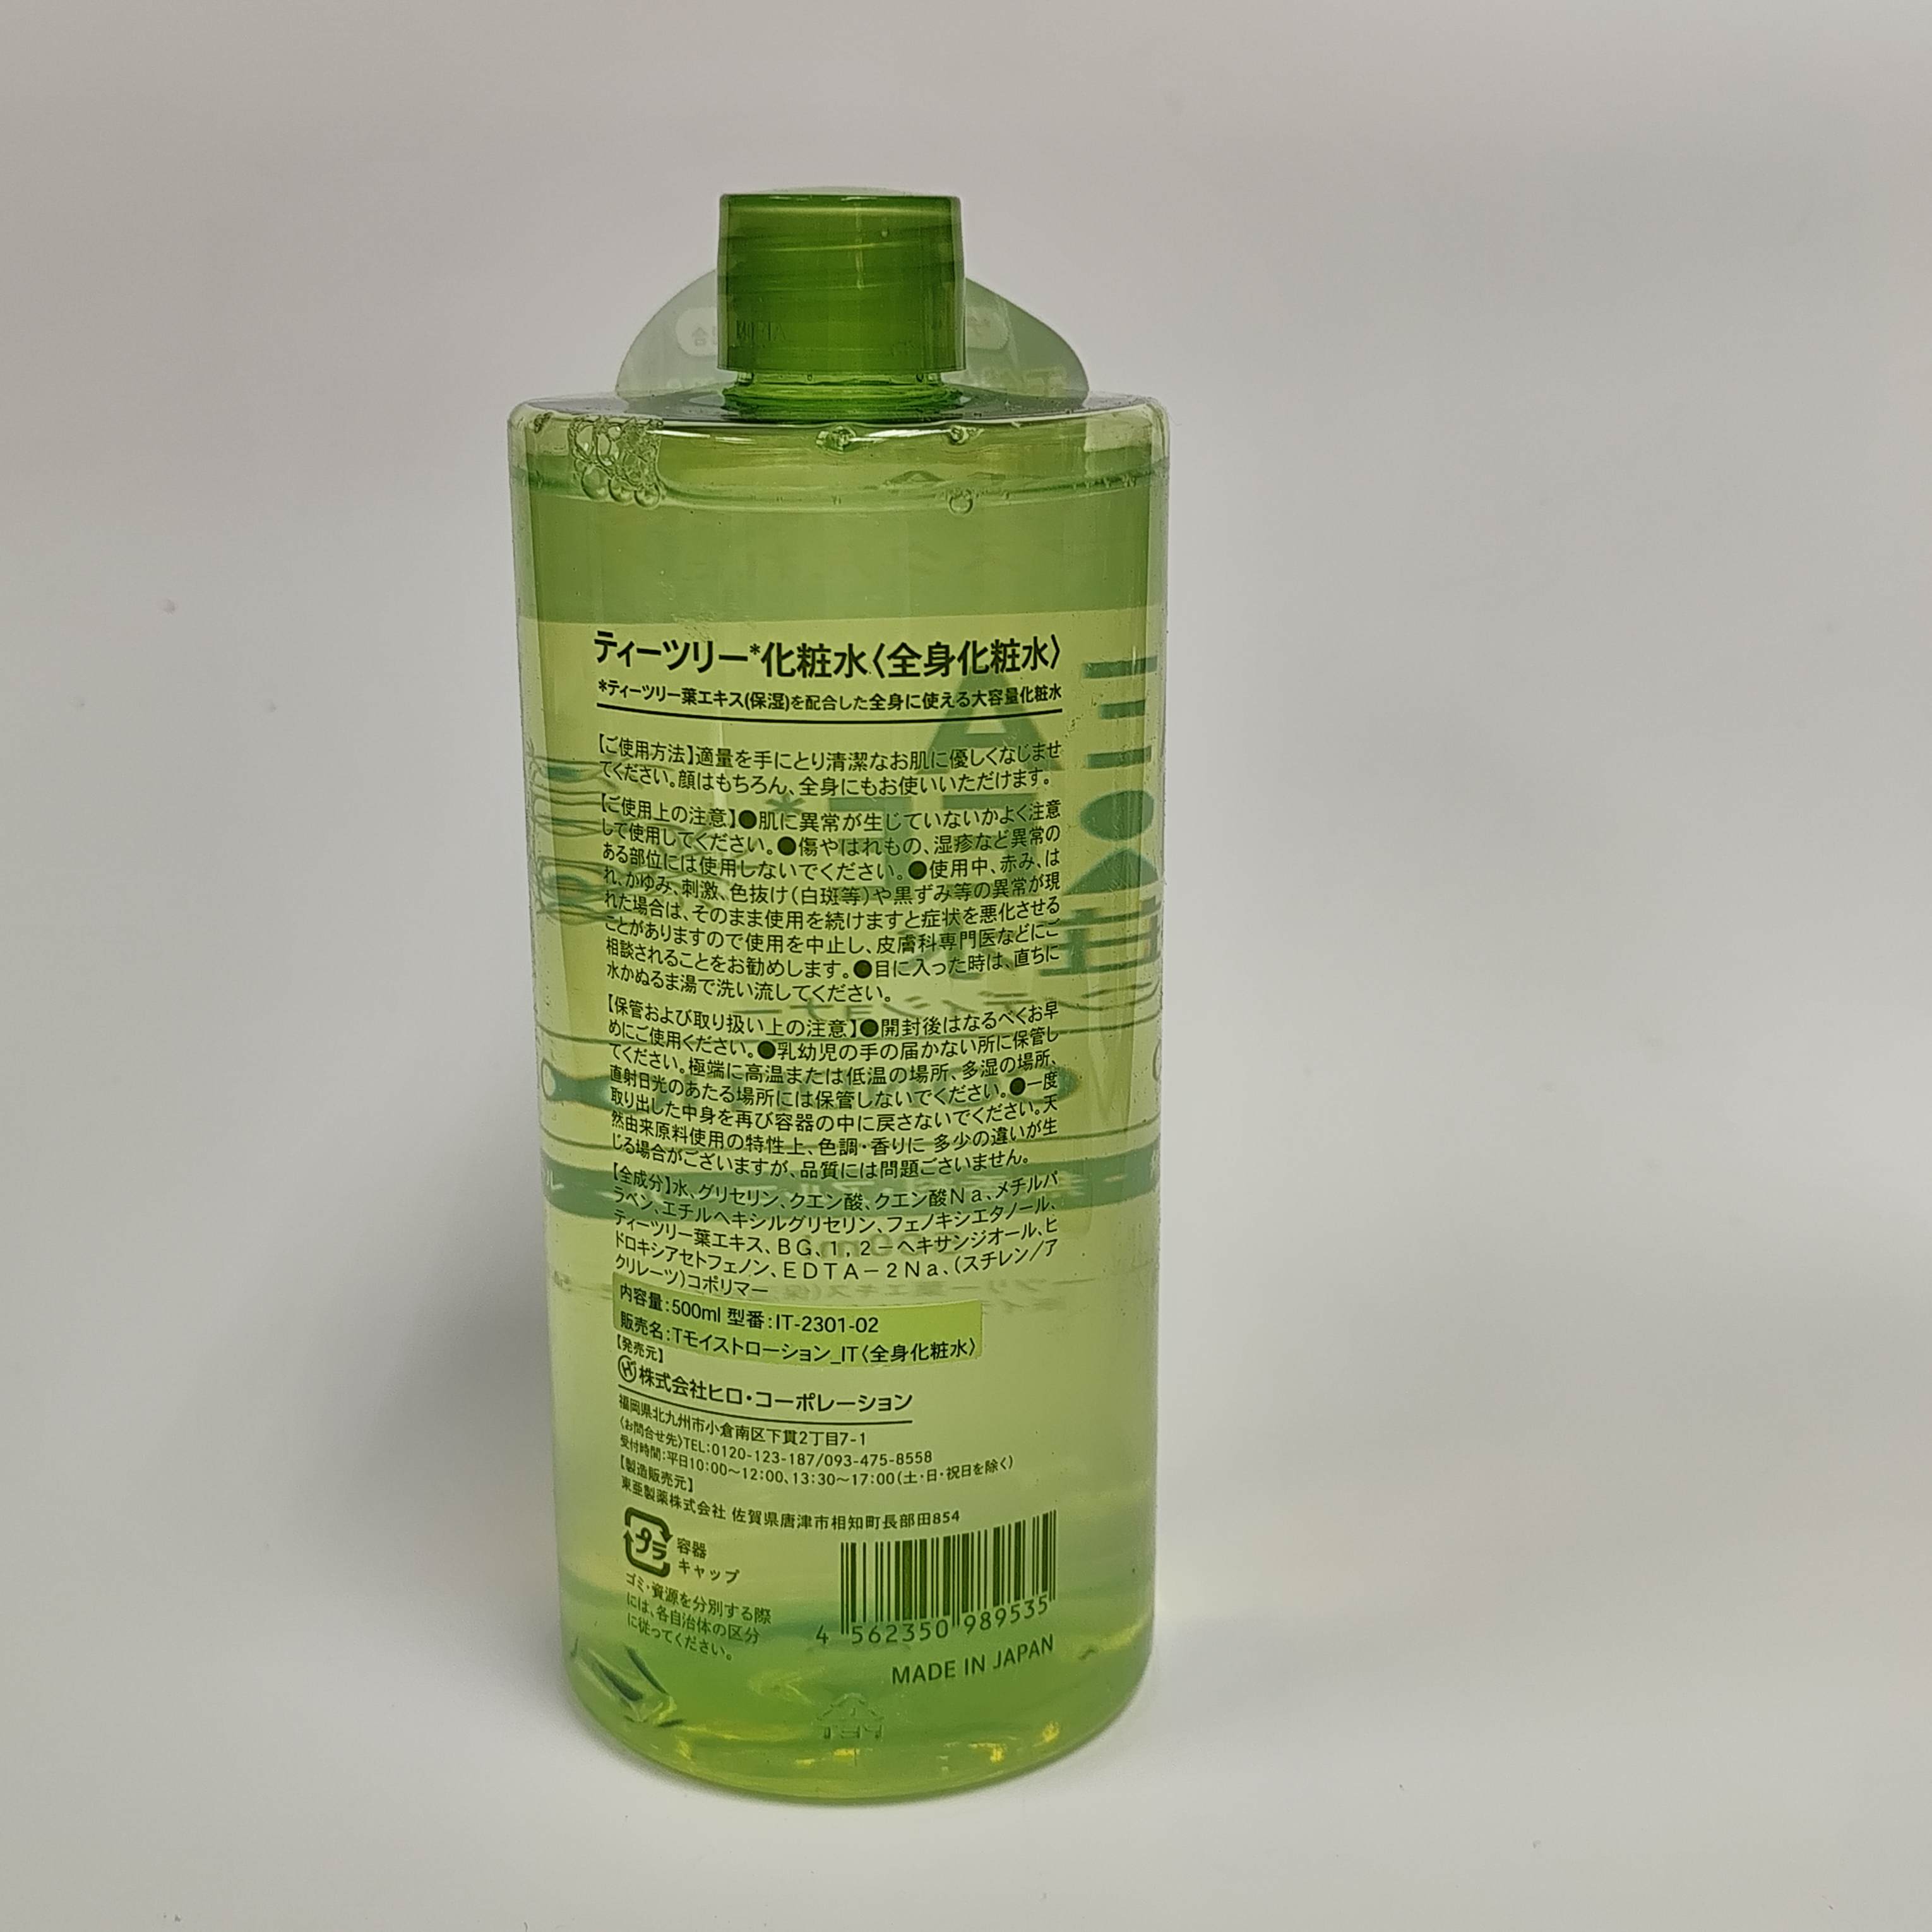 ティーツリー*化粧水〈全身化粧水〉
*ティーツリー葉エキス(保湿)を配合した全身に使える大容量化粧水
【ご使用方法】適量を手にとり清潔なお肌に優しくなじませ
てください。顔はもちろん、全身にもお使いいただけます。
【ご使用上の注意】●肌に異常が生じていないかよく注意
して使用してください。●傷やはれもの、湿疹など異常の
ある部位には使用しないでください。●使用中、赤み、は
れ、かゆみ、刺激、色抜け(白斑等)や黒ずみ等の異常が現
れた場合は、そのまま使用を続けますと症状を悪化させる
ことがありますので使用を中止し、皮膚科専門医などにご
相談されることをお勧めします。●目に入った時は、直ちに
水かぬるま湯で洗い流してください。
【保管および取り扱い上の注意】●開封後はなるべくお早
めにご使用ください。●乳幼児の手の届かない所に保管し
てください。極端に高温または低温の場所、多湿の場所、
直射日光のあたる場所には保管しないでください。●一度
取り出した中身を再び容器の中に戻さないでください。天
然由来原料使用の特性上、色調・香りに 多少の違いが生
じる場合がございますが、品質には問題ございません。
【全成分】水、グリセリン、クエン酸、クエン酸Na、メチルパ
ラベン、エチルヘキシルグリセリン、フェノキシエタノール、
ティーツリー葉エキス、BG、1,2-ヘキサンジオール、ヒ
ドロキシアセトフェノン、EDTA-2Na、(スチレン/ア
クリレーツ)コポリマー
内容量:500ml 型番:IT-2301-02
販売名:Tモイストローション_IT〈全身化粧水〉
【発売元】
株式会社ヒロ・コーポレーション
福岡県北九州市小倉南区下貫2丁目7-1
〈お問合せ先〉TEL:0120-123-187/093-475-8558
受付時間:平日10:00～12:00、13:30～17:00(土・日・祝日を除く)
【製造販売元】
東亜製薬株式会社 佐賀県唐津市相知町長部田854
プラ 容器
キャップ
ゴミ・資源を分別する際
には、各自治体の区分
に従ってください。
4 562350 989535
MADE IN JAPAN